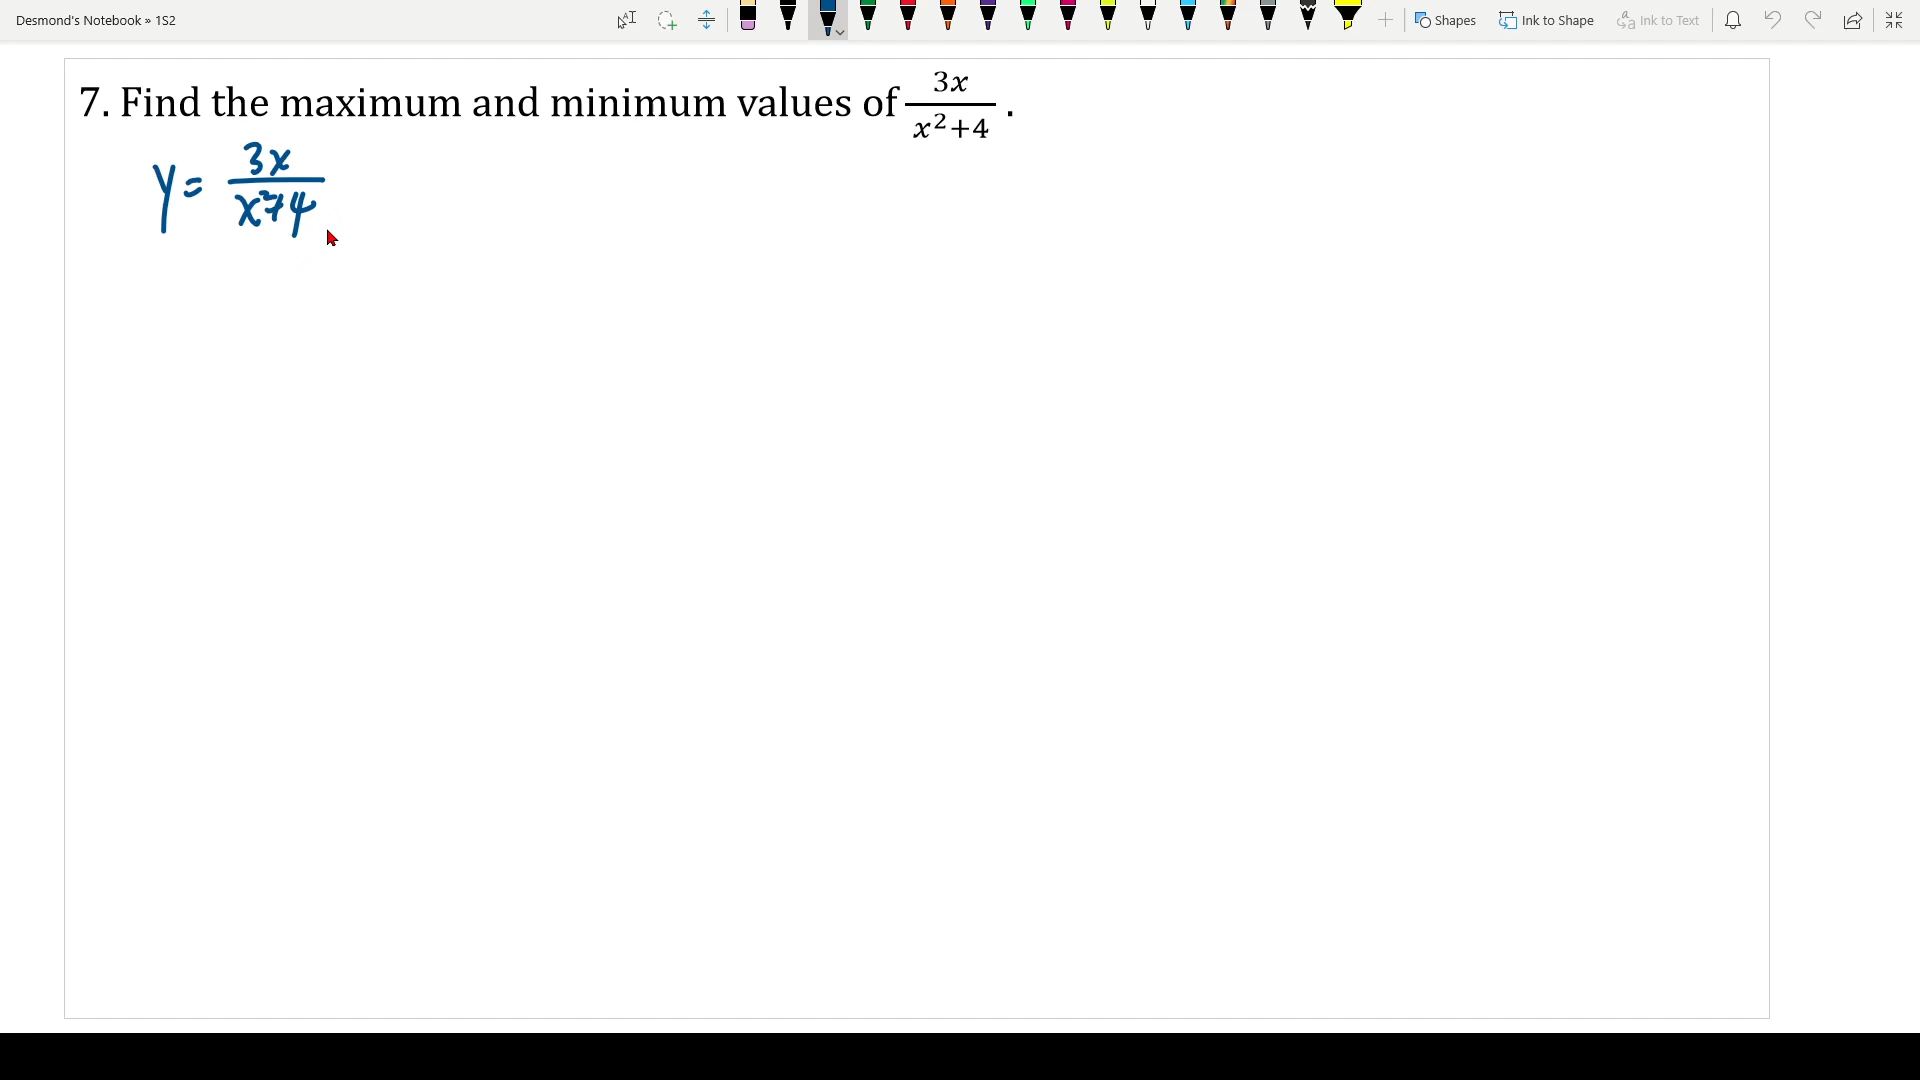 Desmond's Notebook » 1S2
Shapes
Ink to Shape
Ink to Text
7. Find the maximum and minimum values of 3x/(x²+4) .
y = 3x/(x²+4)